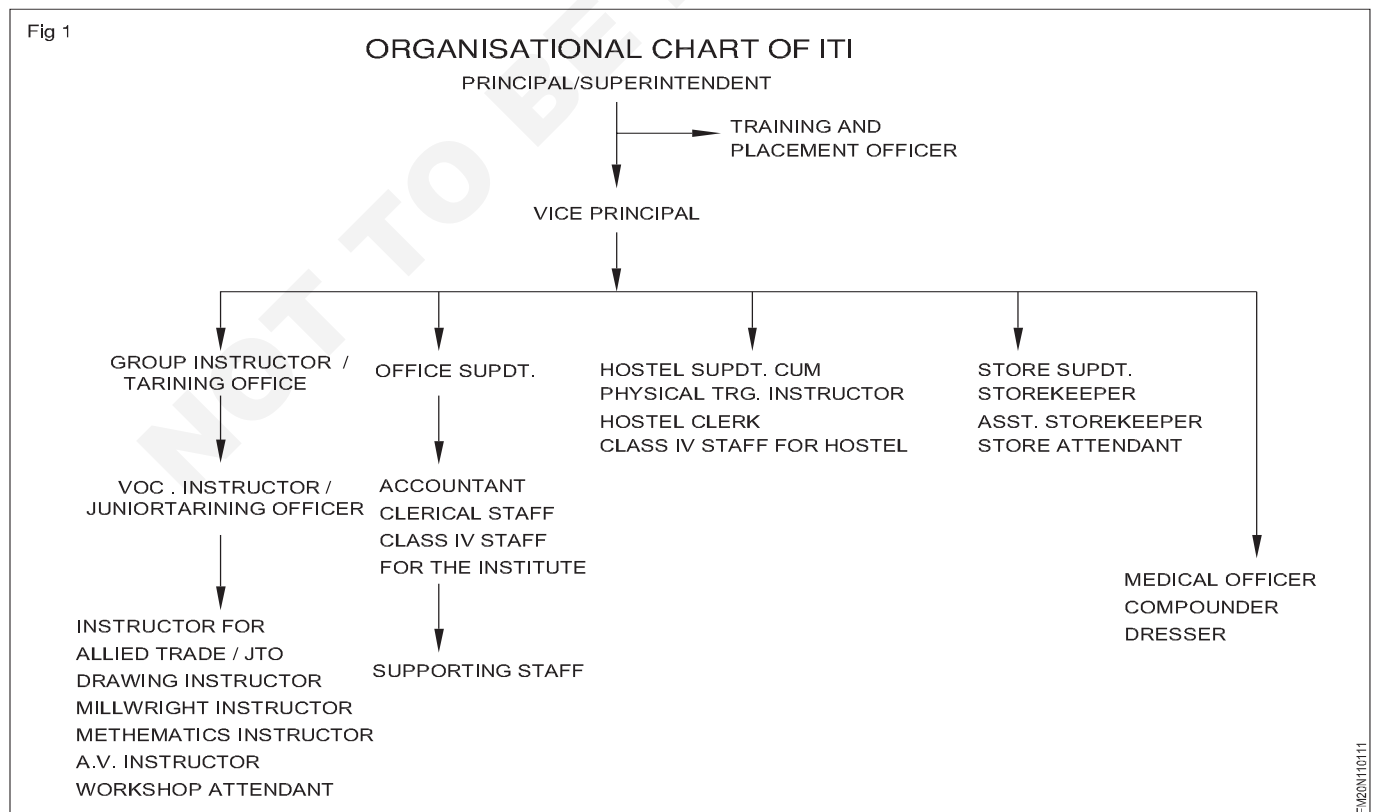 Fig 1
ORGANISATIONAL CHART OF ITI
PRINCIPAL/SUPERINTENDENT
TRAINING AND
PLACEMENT OFFICER
VICE PRINCIPAL
GROUP INSTRUCTOR /
TARINING OFFICE
VOC . INSTRUCTOR /
JUNIORTARINING OFFICER
INSTRUCTOR FOR
ALLIED TRADE / JTO
DRAWING INSTRUCTOR
MILLWRIGHT INSTRUCTOR
METHEMATICS INSTRUCTOR
A.V. INSTRUCTOR
WORKSHOP ATTENDANT
OFFICE SUPDT.
ACCOUNTANT
CLERICAL STAFF
CLASS IV STAFF
FOR THE INSTITUTE
SUPPORTING STAFF
HOSTEL SUPDT. CUM
PHYSICAL TRG. INSTRUCTOR
HOSTEL CLERK
CLASS IV STAFF FOR HOSTEL
STORE SUPDT.
STOREKEEPER
ASST. STOREKEEPER
STORE ATTENDANT
MEDICAL OFFICER
COMPOUNDER
DRESSER
NOT TO BE